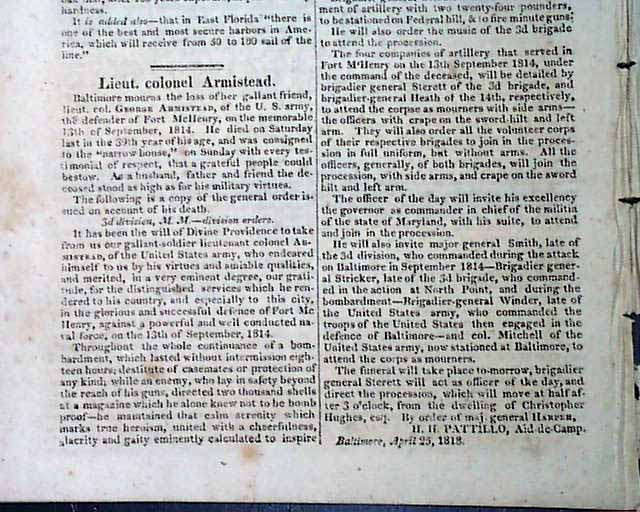 hardness.
It is added also—that in East Florida "there is
one of the best and most secure harbors in Ame-
rica, which will receive from 50 to 100 sail of the
line."
Lieut. colonel Armistead.
Baltimore mourns the loss of her gallant friend,
lieut. col. GEORGE ARMISTEAD, of the U. S. army,
the defender of Fort McHenry, on the memorable
13th of September, 1814. He died on Saturday
last in the 39th year of his age, and was consigned
to the "narrow house," on Sunday with every tes-
timonial of respect, that a grateful people could
bestow. As a husband, father and friend the de-
ceased stood as high as for his military virtues.
The following is a copy of the general order is-
sued on account of his death.
3d division, M. M.—division orders.
It has been the will of Divine Providence to take
from us our gallant soldier lieutenant colonel AR-
MISTEAD, of the United States army, who endeared
himself to us by his virtues and amiable qualities,
and merited, in a very eminent degree, our grati-
tude, for the distinguished services which he ren-
dered to his country, and especially to this city,
in the glorious and successful defence of Fort Mc
Henry, against a powerful and well conducted na-
val force, on the 13th of September, 1814.
Throughout the whole continuance of a bom-
bardment, which lasted without intermission eigh-
teen hours; destitute of casemates or protection of
any kind; while an enemy, who lay in safety beyond
the reach of his guns, directed two thousand shells
at a magazine which he alone knew not to be bomb
proof—he maintained that calm serenity which
marks true heroism, united with a cheerfulness,
alacrity and gaity eminently calculated to inspire
ment of artillery with two twenty-four pounders,
to be stationed on Federal hill, & to fire minute guns;
He will also order the music of the 3d brigade
to attend the procession.
The four companies of artillery that served in
Fort M'Henry on the 13th September, 1814, under
the command of the deceased, will be detailed by
brigadier general Sterett of the 3d brigade, and
brigadier-general Heath of the 14th, respectively,
to attend the corpse as mourners with side arms—
the officers with crape on the sword hilt and left
arm. They will also order all the volunteer corps
of their respective brigades to join in the proces-
sion in full uniform, but without arms. All the
officers, generally, of both brigades, will join the
procession, with side arms, and crape on the sword
hilt and left arm.
The officer of the day will invite his excellency
the governor as commander in chief of the militia
of the state of Maryland, with his suite, to attend
and join in the procession.
He will also invite major general Smith, late of
the 3d division, who commanded during the attack
on Baltimore in September 1814—Brigadier gener-
al Stricker, late of the 3d brigade, who command-
ed in the action at North Point, and during the
bombardment—Brigadier-general Winder, late of
the United States army, who commanded the
troops of the United States then engaged in the
defence of Baltimore—and col. Mitchell of the
United States army, now stationed at Baltimore, to
attend the corps as mourners.
The funeral will take place to-morrow, brigadier
general Sterett will act as officer of the day, and
direct the procession, which will move at half af-
ter 3 o'clock, from the dwelling of Christopher
Hughes, esq. By order of maj. general HARPER,
H. H. PATTILLO, Aid-de-Camp.
Baltimore, April 25, 1818.